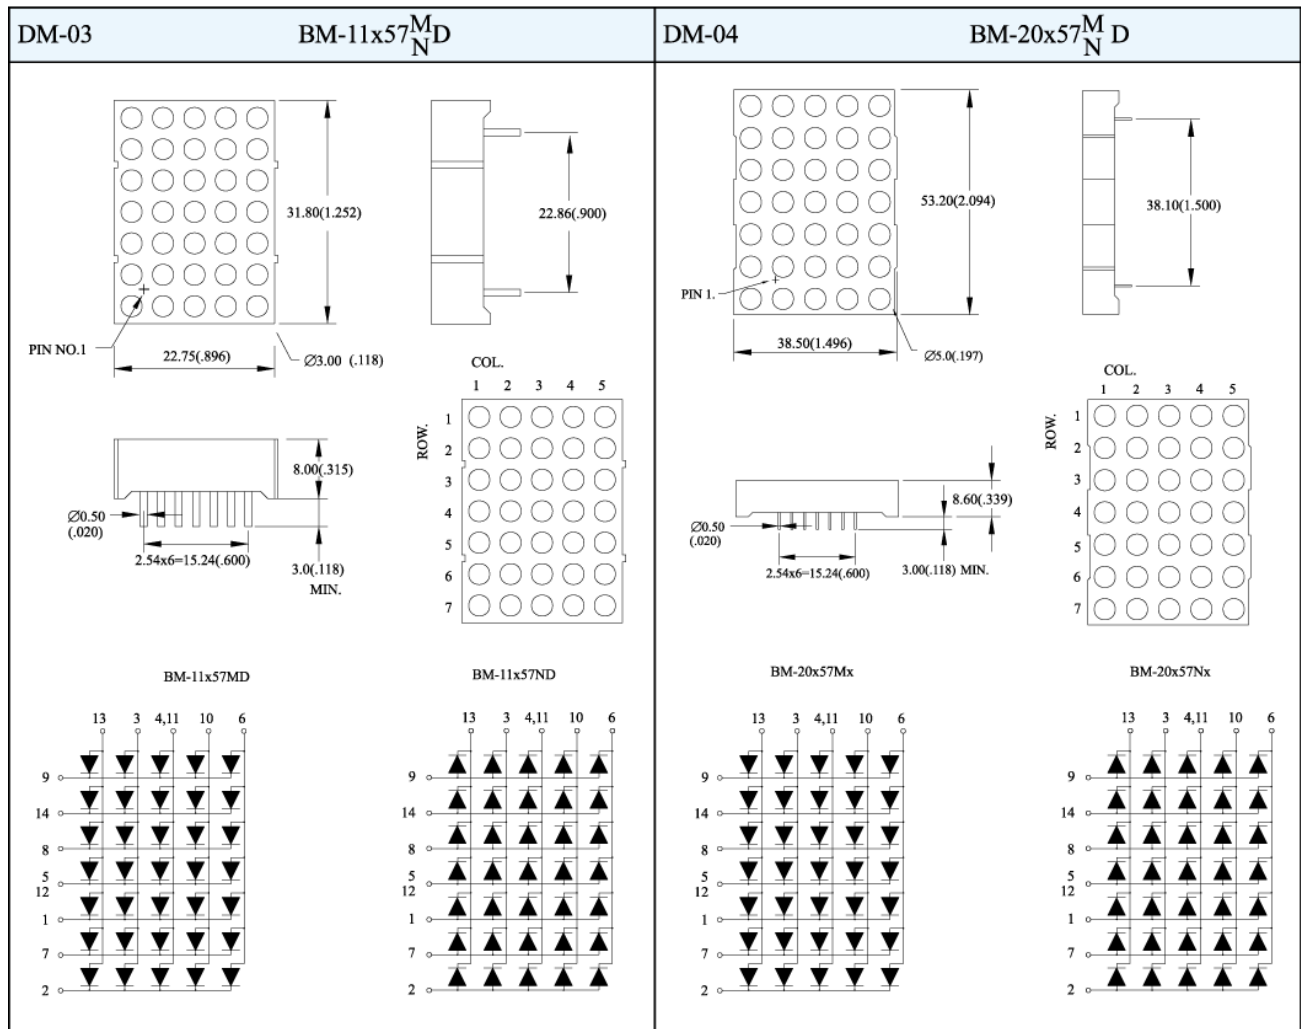 DM-03 BM-11x57M/N D
31.80(1.252)
22.86(.900)
PIN NO.1
22.75(.896)
Ø3.00 (.118)
COL.
1 2 3 4 5
ROW.
1
2
3
4
5
6
7
8.00(.315)
Ø0.50
(.020)
2.54x6=15.24(.600)
3.0(.118)
MIN.
BM-11x57MD
13 3 4,11 10 6
9
14
8
5
12
1
7
2
BM-11x57ND
13 3 4,11 10 6
9
14
8
5
12
1
7
2
DM-04 BM-20x57M/N D
53.20(2.094)
38.10(1.500)
PIN 1.
38.50(1.496)
Ø5.0(.197)
COL.
1 2 3 4 5
ROW.
1
2
3
4
5
6
7
8.60(.339)
Ø0.50
(.020)
2.54x6=15.24(.600)
3.00(.118) MIN.
BM-20x57Mx
13 3 4,11 10 6
9
14
8
5
12
1
7
2
BM-20x57Nx
13 3 4,11 10 6
9
14
8
5
12
1
7
2